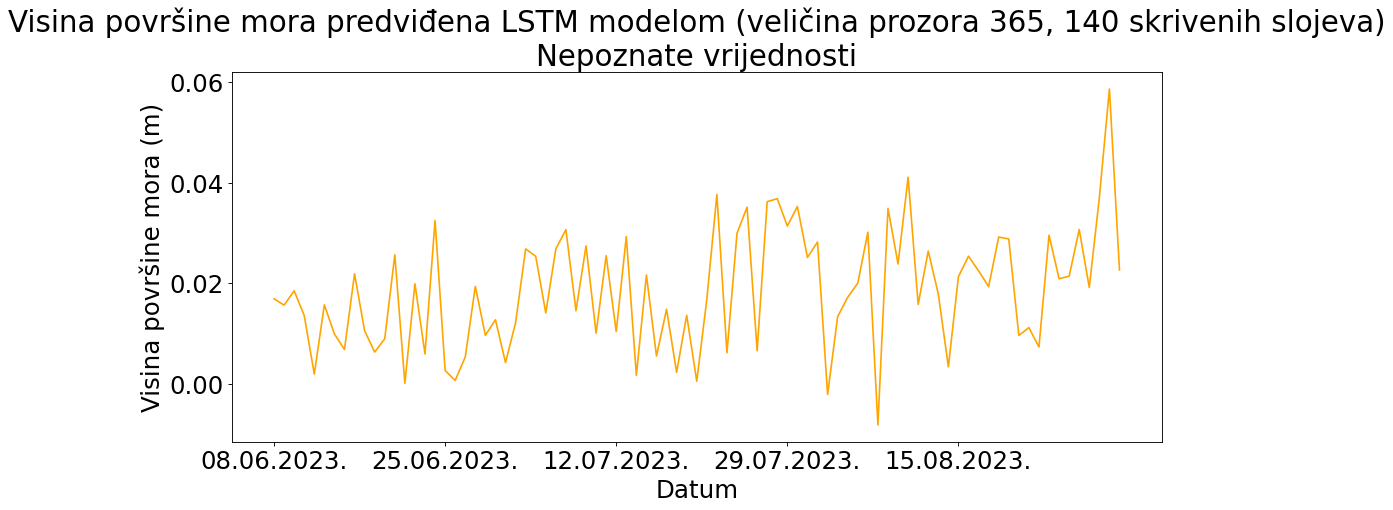 Visina površine mora predviđena LSTM modelom (veličina prozora 365, 140 skrivenih slojeva)
Nepoznate vrijednosti
Visina površine mora (m)
0.06
0.04
0.02
0.00
08.06.2023.
25.06.2023.
12.07.2023.
29.07.2023.
15.08.2023.
Datum